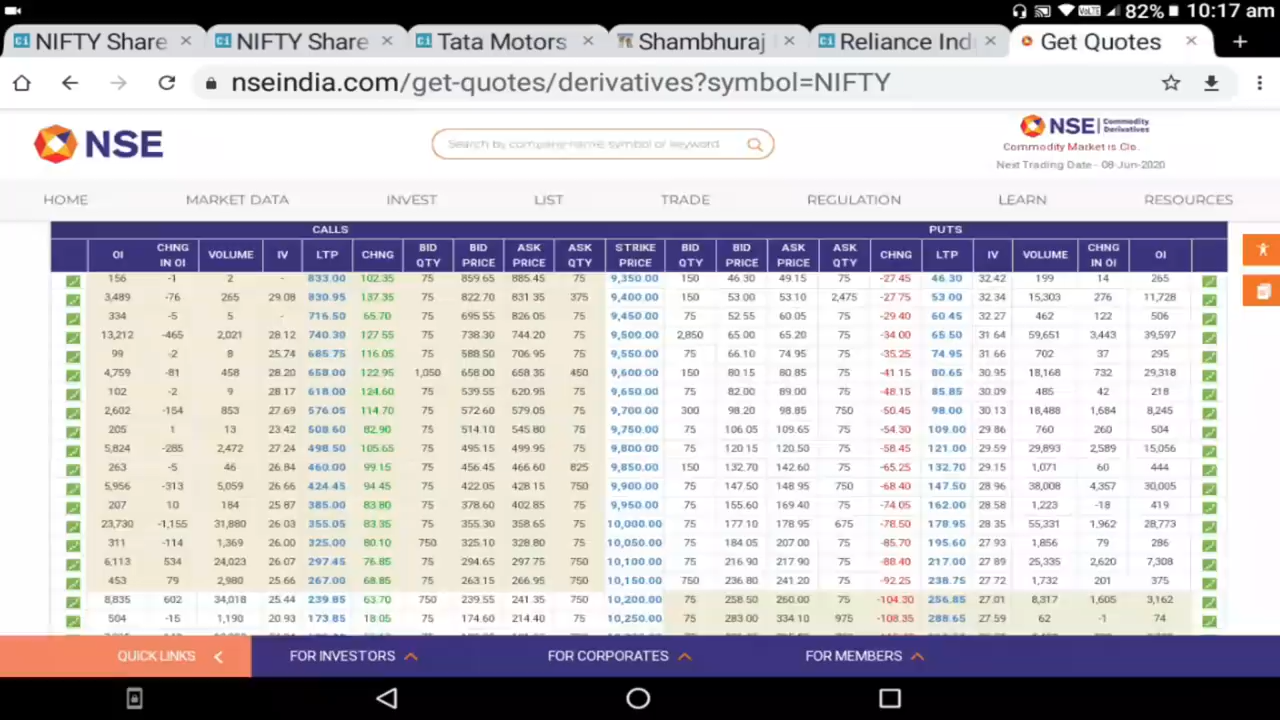 82% 10:17 am
NIFTY Share × NIFTY Share × Tata Motors × Shambhuraj × Reliance Ind × Get Quotes × +
nseindia.com/get-quotes/derivatives?symbol=NIFTY
NSE
Search by company name, symbol or keyword
NSE | Commodity Derivatives
Commodity Market is Clo..
Next Trading Date - 08-Jun-2020
HOME MARKET DATA INVEST LIST TRADE REGULATION LEARN RESOURCES
CALLS PUTS
OI CHNG IN OI VOLUME IV LTP CHNG BID QTY BID PRICE ASK PRICE ASK QTY STRIKE PRICE BID QTY BID PRICE ASK PRICE ASK QTY CHNG LTP IV VOLUME CHNG IN OI OI
156 -1 2 - 833.00 102.35 75 859.65 885.45 75 9,350.00 150 46.30 49.15 75 -27.45 46.30 32.42 199 14 265
3,489 -76 265 29.08 830.95 137.35 75 822.70 831.35 375 9,400.00 150 53.00 53.10 2,475 -27.75 53.00 32.34 15,303 276 11,728
334 -5 5 - 716.50 65.70 75 695.55 826.05 75 9,450.00 75 52.55 60.05 75 -29.40 60.45 32.27 462 122 506
13,212 -465 2,021 28.12 740.30 127.55 75 738.30 744.20 75 9,500.00 2,850 65.00 65.20 75 -34.00 65.50 31.64 59,651 3,443 39,597
99 -2 8 25.74 685.75 116.05 75 588.50 706.95 75 9,550.00 75 66.10 74.95 75 -35.25 74.95 31.66 702 37 295
4,759 -81 458 28.20 658.00 122.95 1,050 658.00 658.35 450 9,600.00 150 80.15 80.85 75 -41.15 80.65 30.95 18,168 732 29,318
102 -2 9 28.17 618.00 124.60 75 539.55 620.95 75 9,650.00 75 82.00 89.00 75 -48.15 85.85 30.09 485 42 218
2,602 -154 853 27.69 576.05 114.70 75 572.60 579.05 75 9,700.00 300 98.20 98.85 750 -50.45 98.00 30.13 18,488 1,684 8,245
205 1 13 23.42 508.60 82.90 75 514.10 545.80 75 9,750.00 75 106.05 109.65 75 -54.30 109.00 29.86 760 260 504
5,824 -285 2,472 27.24 498.50 105.65 75 495.15 499.95 75 9,800.00 75 120.15 120.50 75 -58.45 121.00 29.59 29,893 2,589 15,056
263 -5 46 26.84 460.00 99.15 75 456.45 466.60 825 9,850.00 150 132.70 142.60 75 -65.25 132.70 29.15 1,071 60 444
5,956 -313 5,059 26.66 424.45 94.45 75 422.05 428.15 750 9,900.00 75 147.50 148.95 750 -68.40 147.50 28.96 38,008 4,357 30,005
207 10 184 25.87 385.00 83.80 75 378.60 402.85 75 9,950.00 75 155.60 169.40 75 -74.05 162.00 28.58 1,223 -18 419
23,730 -1,155 31,880 26.03 355.05 83.35 75 355.30 358.65 75 10,000.00 75 177.10 178.95 675 -78.50 178.95 28.35 55,331 1,962 28,773
311 -114 1,369 26.00 325.00 80.10 750 325.10 328.80 75 10,050.00 75 184.05 207.00 75 -85.70 195.60 27.93 1,856 79 286
6,113 534 24,023 26.07 297.45 76.85 75 294.65 297.75 750 10,100.00 75 216.90 217.90 75 -88.40 217.00 27.89 25,335 2,620 7,308
453 79 2,980 25.66 267.00 68.85 75 263.15 266.95 750 10,150.00 750 236.80 241.20 75 -92.25 238.75 27.72 1,732 201 375
8,835 602 34,018 25.44 239.85 63.70 750 239.55 241.35 750 10,200.00 75 258.50 260.00 75 -104.30 256.85 27.01 8,317 1,605 3,162
504 -15 1,190 20.93 173.85 18.05 75 174.60 214.40 75 10,250.00 75 283.00 334.10 975 -108.35 288.65 27.59 62 -1 74
QUICK LINKS FOR INVESTORS FOR CORPORATES FOR MEMBERS